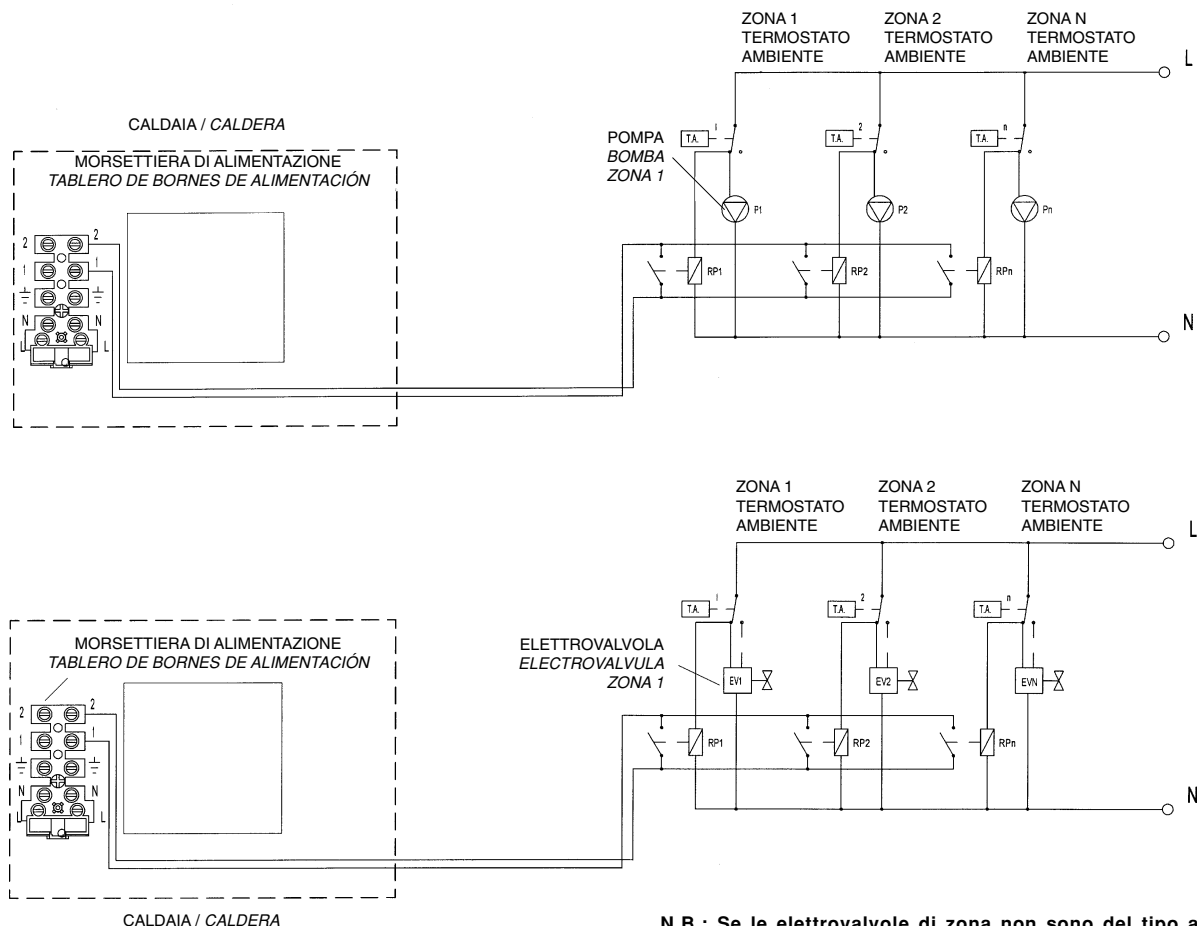 ZONA 1
TERMOSTATO
AMBIENTE
ZONA 2
TERMOSTATO
AMBIENTE
ZONA N
TERMOSTATO
AMBIENTE
L
CALDAIA / CALDERA
MORSETTIERA DI ALIMENTAZIONE
TABLERO DE BORNES DE ALIMENTACIÓN
POMPA
BOMBA
ZONA 1
T.A.
1
T.A.
2
T.A.
n
P1
P2
Pn
2
2
1
1
N
N
L
L
RP1
RP2
RPn
N
ZONA 1
TERMOSTATO
AMBIENTE
ZONA 2
TERMOSTATO
AMBIENTE
ZONA N
TERMOSTATO
AMBIENTE
L
MORSETTIERA DI ALIMENTAZIONE
TABLERO DE BORNES DE ALIMENTACIÓN
ELETTROVALVOLA
ELECTROVALVULA
ZONA 1
T.A.
1
T.A.
2
T.A.
n
EV1
EV2
EVN
2
2
1
1
N
N
L
L
RP1
RP2
RPn
N
CALDAIA / CALDERA
N.B.: Se le elettrovalvole di zona non sono del tipo a